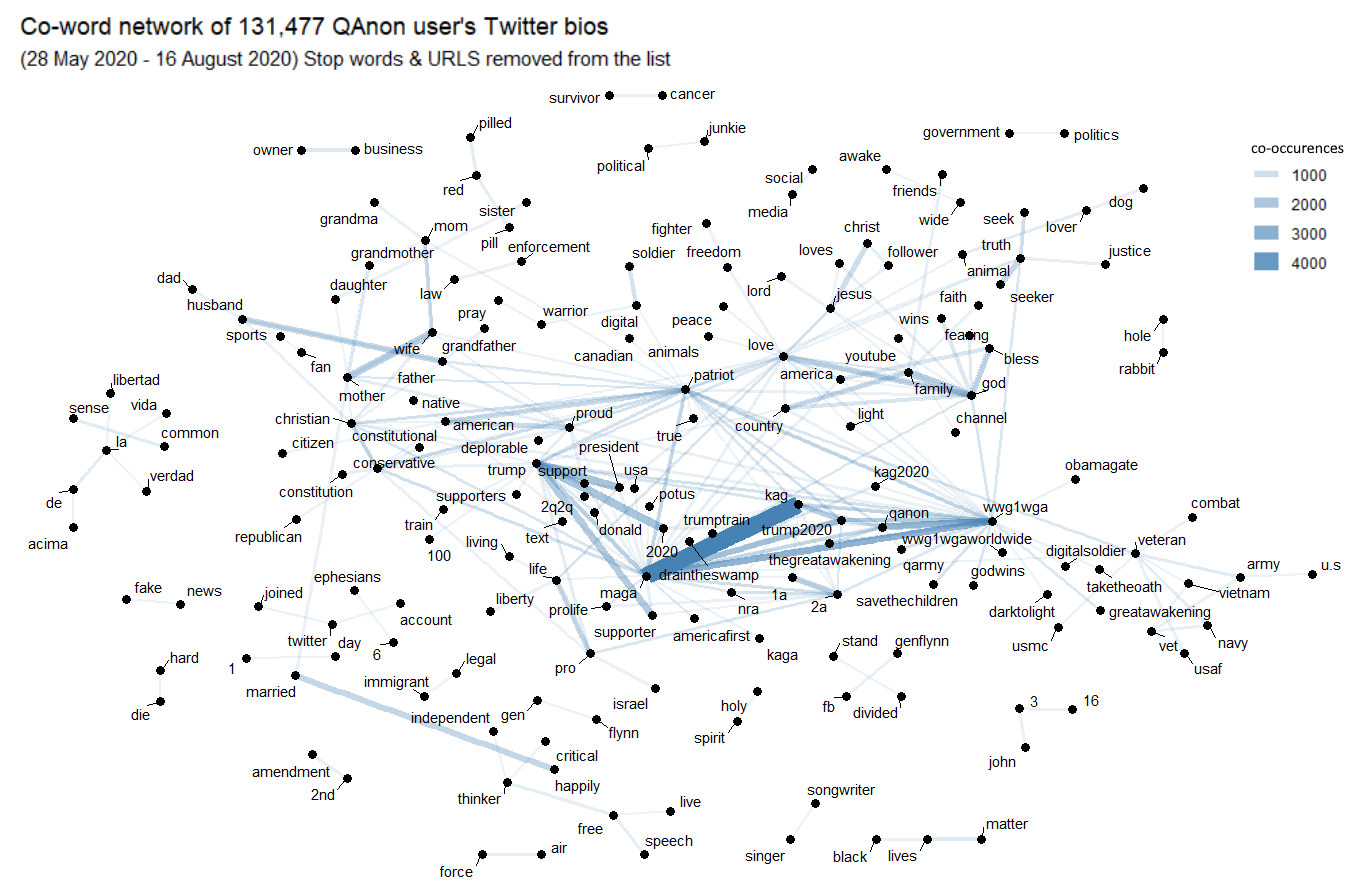 Co-word network of 131,477 QAnon user's Twitter bios
(28 May 2020 - 16 August 2020) Stop words & URLS removed from the list
survivor
cancer
pilled
junkie
government
politics
owner
business
political
co-occurences
1000
2000
3000
4000
red
social
awake
friends
grandma
sister
media
wide
seek
lover
dog
mom
pill
fighter
christ
grandmother
enforcement
soldier
freedom
loves
follower
truth
justice
dad
daughter
law
lord
animal
husband
pray
warrior
digital
peace
jesus
faith
seeker
sports
wife
grandfather
canadian
animals
love
wins
fearing
hole
fan
father
youtube
bless
rabbit
libertad
mother
patriot
america
family
god
sense
vida
native
christian
american
proud
country
light
channel
la
common
citizen
constitutional
deplorable
president
true
verdad
conservative
trump
support
usa
kag2020
obamagate
de
constitution
supporters
2q2q
potus
kag
wwg1wga
combat
acima
republican
train
text
donald
trumptrain
trump2020
qanon
100
living
2020
wwg1wgaworldwide
veteran
thegreatawakening
digitalsoldier
army
u.s
life
draintheswamp
qarmy
godwins
taketheoath
vietnam
fake
news
ephesians
joined
maga
1a
2a
savethechildren
darktolight
greatawakening
account
liberty
prolife
nra
twitter
day
6
supporter
americafirst
kaga
stand
genflynn
usmc
vet
navy
usaf
hard
1
legal
pro
die
married
immigrant
israel
holy
fb
divided
3
16
independent
gen
flynn
spirit
john
critical
amendment
2nd
happily
thinker
songwriter
live
free
speech
singer
black
lives
matter
force
air